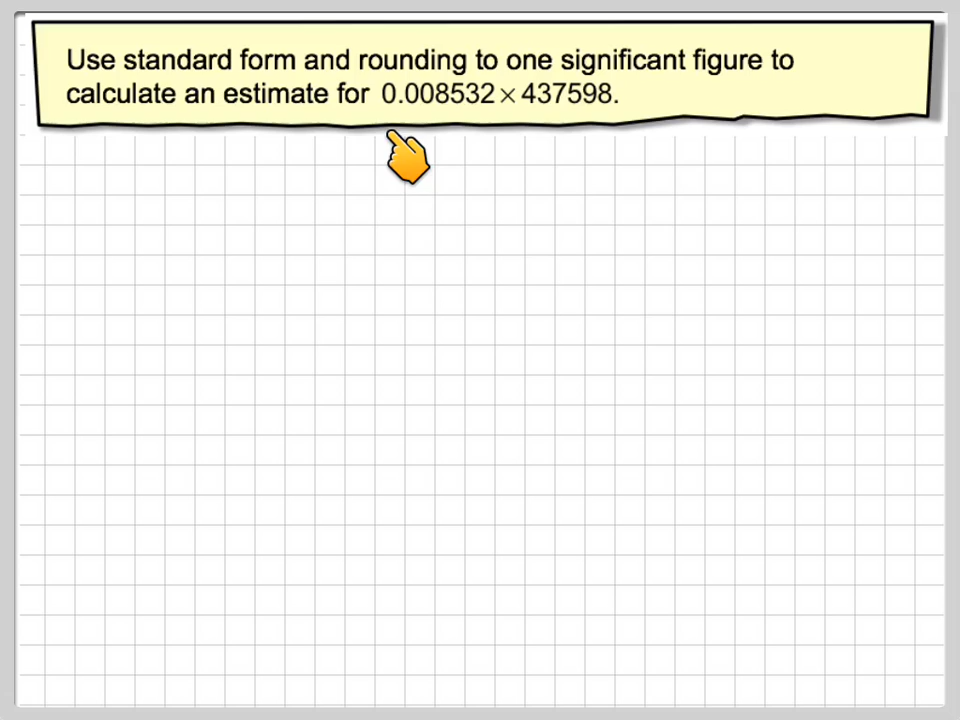 Use standard form and rounding to one significant figure to
calculate an estimate for 0.008532 × 437598.